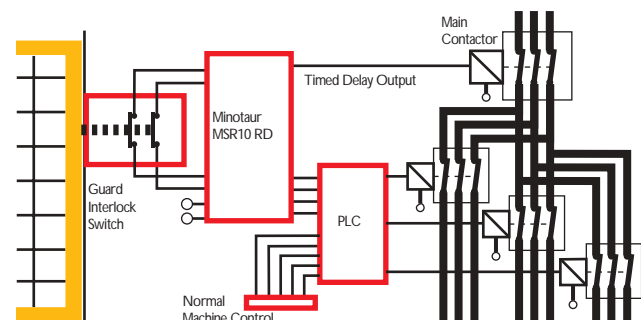 Main
Contactor
Timed Delay Output
Minotaur
MSR10 RD
Guard
Interlock
Switch
PLC
Normal
Machine Control